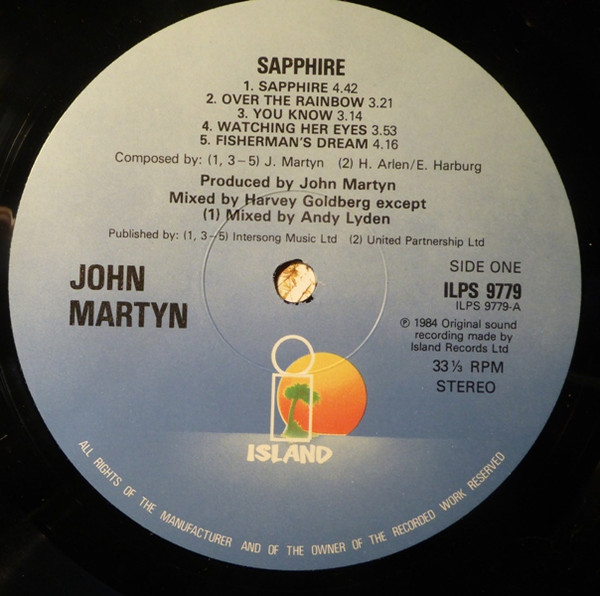 SAPPHIRE
1. SAPPHIRE 4.42
2. OVER THE RAINBOW 3.21
3. YOU KNOW 3.14
4. WATCHING HER EYES 3.53
5. FISHERMAN'S DREAM 4.16
Composed by: (1, 3–5) J. Martyn (2) H. Arlen/E. Harburg
Produced by John Martyn
Mixed by Harvey Goldberg except
(1) Mixed by Andy Lyden
Published by: (1, 3–5) Intersong Music Ltd (2) United Partnership Ltd
JOHN
MARTYN
SIDE ONE
ILPS 9779
ILPS 9779-A
℗ 1984 Original sound
recording made by
Island Records Ltd
33⅓ RPM
STEREO
i
ISLAND
ALL RIGHTS OF THE MANUFACTURER AND OF THE OWNER OF THE RECORDED WORK RESERVED